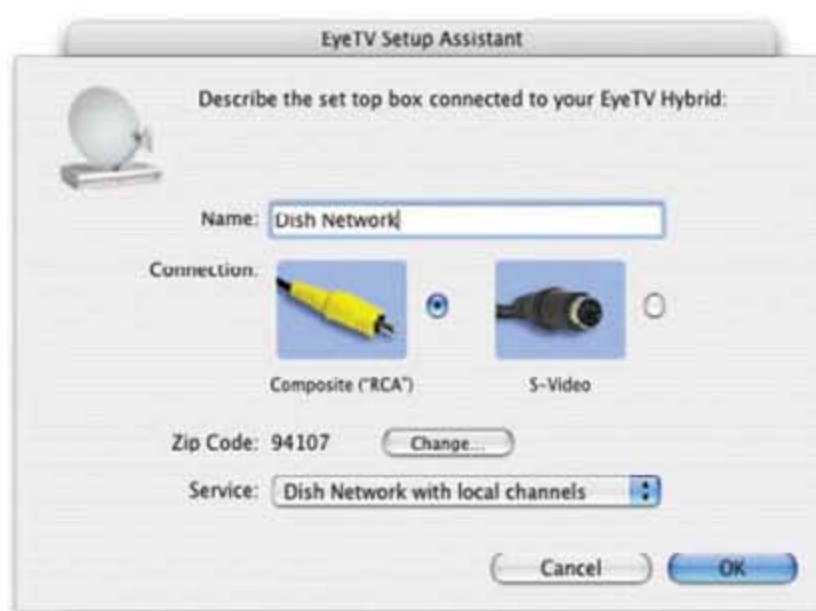 EyeTV Setup Assistant
Describe the set top box connected to your EyeTV Hybrid:
Name: Dish Network
Connection:
Composite ("RCA")
S-Video
Zip Code: 94107 Change...
Service: Dish Network with local channels
Cancel OK